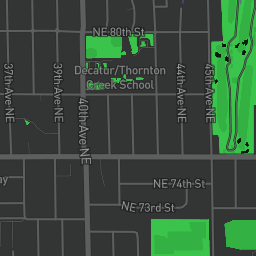 NE 80th St
Decatur/Thornton
Creek School
37th Ave NE
39th Ave NE
40th Ave NE
44th Ave NE
45th Ave NE
NE 74th St
NE 73rd St